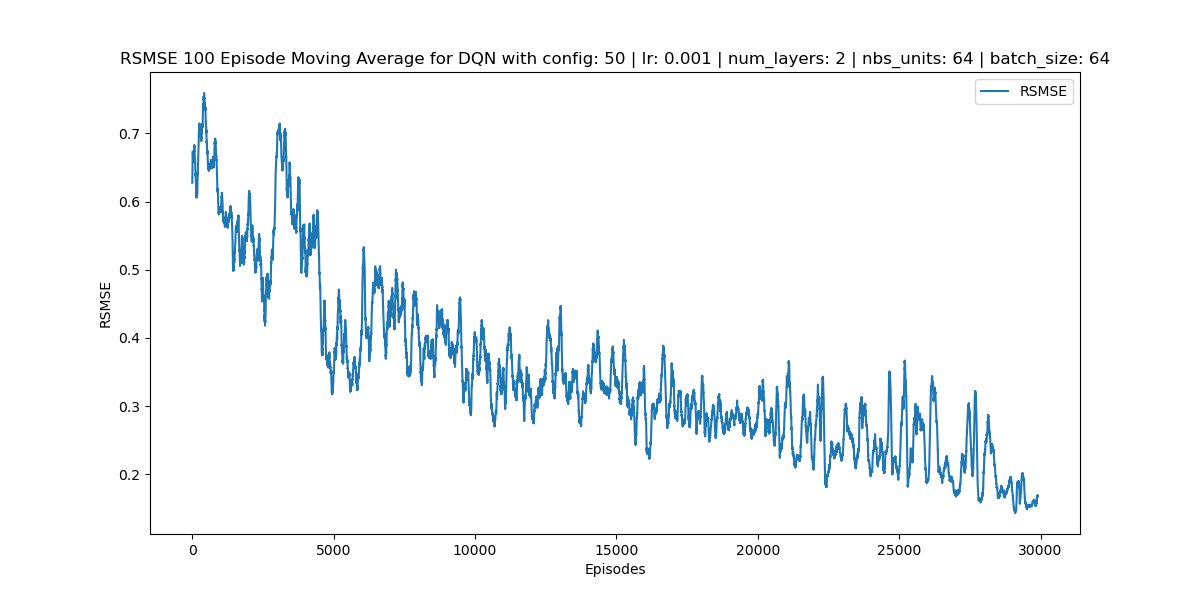 RSMSE 100 Episode Moving Average for DQN with config: 50 | lr: 0.001 | num_layers: 2 | nbs_units: 64 | batch_size: 64
RSMSE
0.7
0.6
0.5
0.4
0.3
0.2
RSMSE
0 5000 10000 15000 20000 25000 30000
Episodes